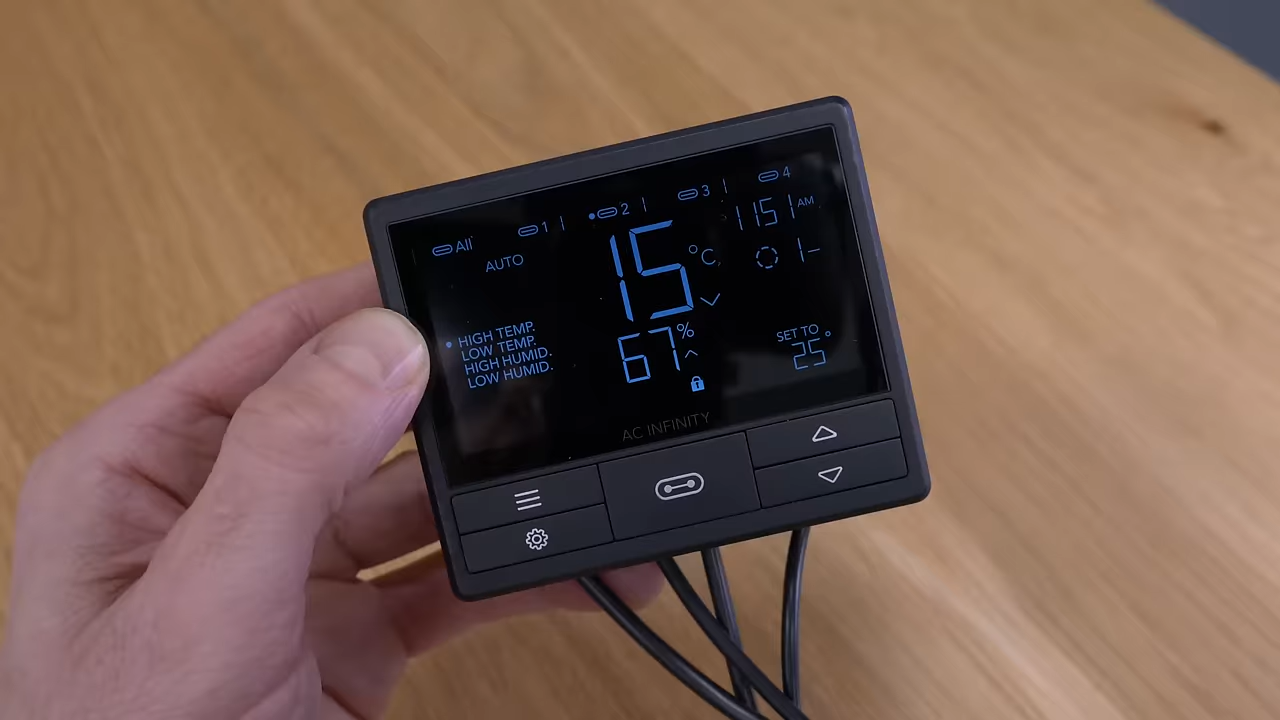 All 1 2 3 4
AUTO
15 °C
1151 AM
1-
HIGH TEMP.
LOW TEMP.
HIGH HUMID.
LOW HUMID.
67 %
SET TO
25°
AC INFINITY